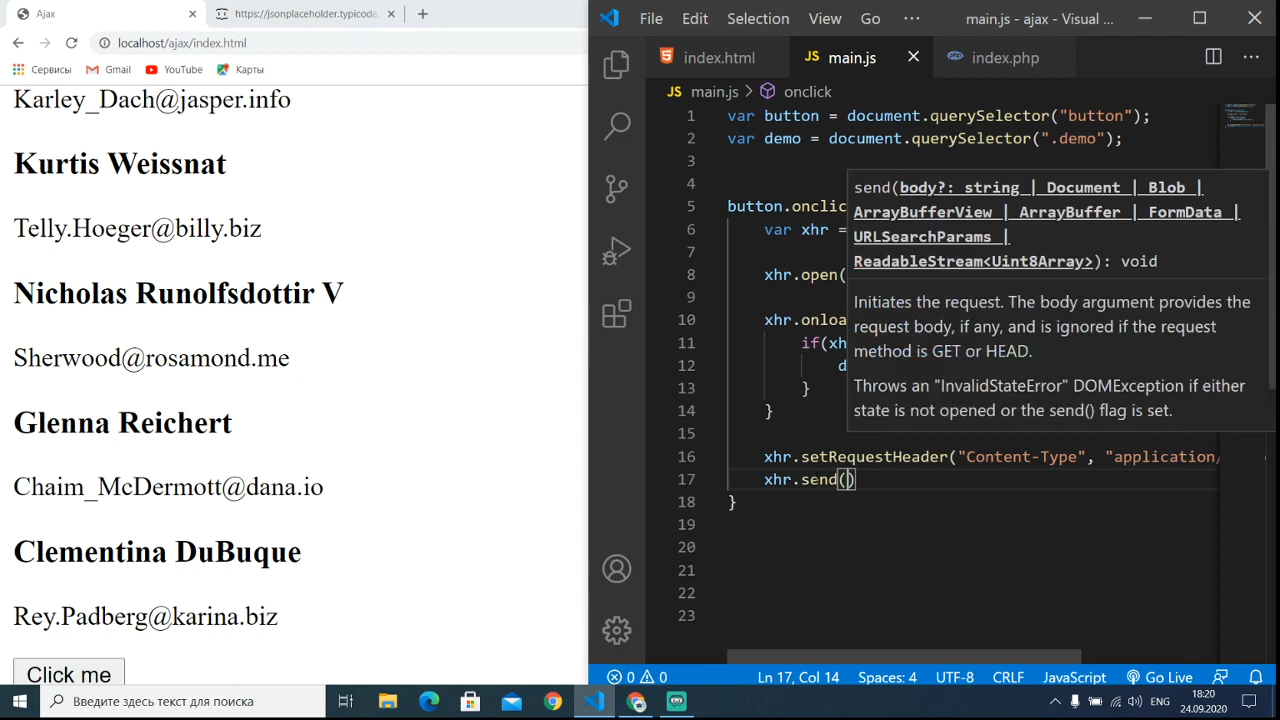 Ajax
https://jsonplaceholder.typicode.
localhost/ajax/index.html
Сервисы
Gmail
YouTube
Карты
Karley_Dach@jasper.info
Kurtis Weissnat
Telly.Hoeger@billy.biz
Nicholas Runolfsdottir V
Sherwood@rosamond.me
Glenna Reichert
Chaim_McDermott@dana.io
Clementina DuBuque
Rey.Padberg@karina.biz
Click me
File Edit Selection View Go ··· main.js - ajax - Visual ...
index.html JS main.js index.php
JS main.js > onclick
1 var button = document.querySelector("button");
2 var demo = document.querySelector(".demo");
3
4
5 button.onclic
6 var xhr =
7
8 xhr.open(
9
10 xhr.onloa
11 if(xh
12 d
13 }
14 }
15
16 xhr.setRequestHeader("Content-Type", "application/
17 xhr.send()
18 }
19
20
21
22
23
send(body?: string | Document | Blob |
ArrayBufferView | ArrayBuffer | FormData |
URLSearchParams |
ReadableStream<Uint8Array>): void
Initiates the request. The body argument provides the
request body, if any, and is ignored if the request
method is GET or HEAD.
Throws an "InvalidStateError" DOMException if either
state is not opened or the send() flag is set.
0 0 Ln 17, Col 14 Spaces: 4 UTF-8 CRLF JavaScript Go Live
Введите здесь текст для поиска
ENG
18:20
24.09.2020